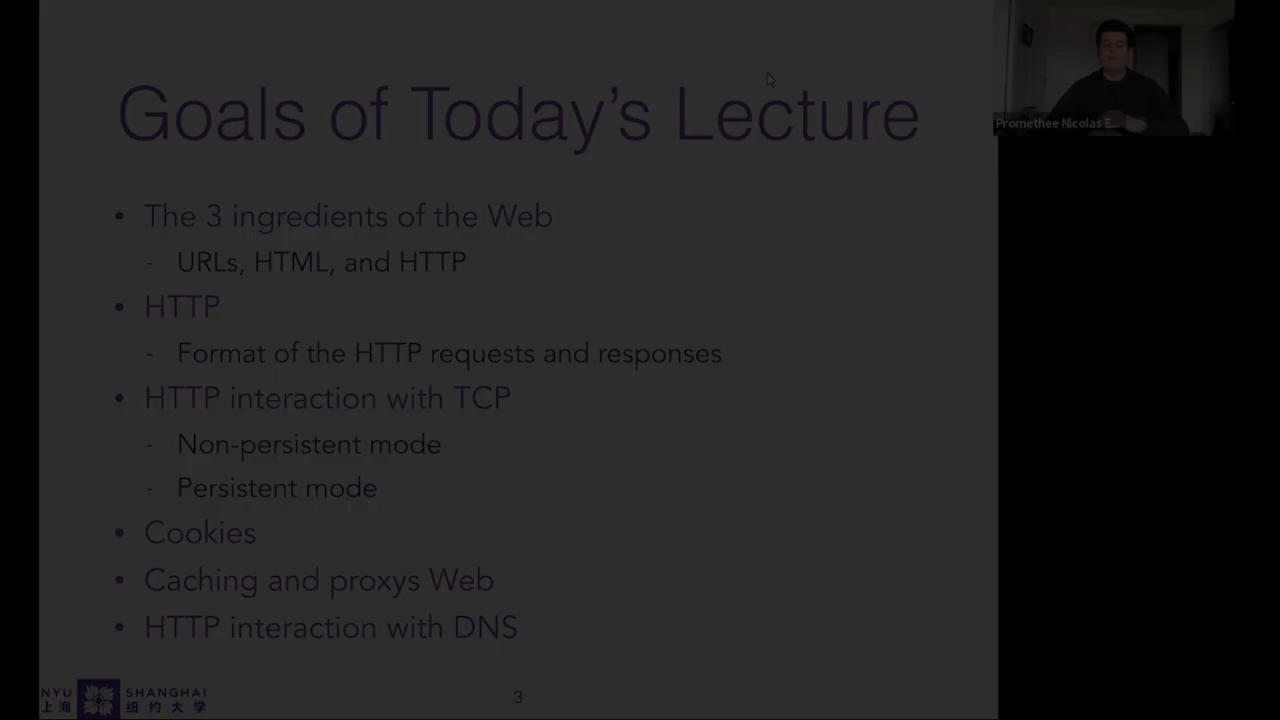 Goals of Today's Lecture
Promethee Nicolas E...
• The 3 ingredients of the Web
- URLs, HTML, and HTTP
• HTTP
- Format of the HTTP requests and responses
• HTTP interaction with TCP
- Non-persistent mode
- Persistent mode
• Cookies
• Caching and proxys Web
• HTTP interaction with DNS
NYU SHANGHAI
上海 纽约大学
3